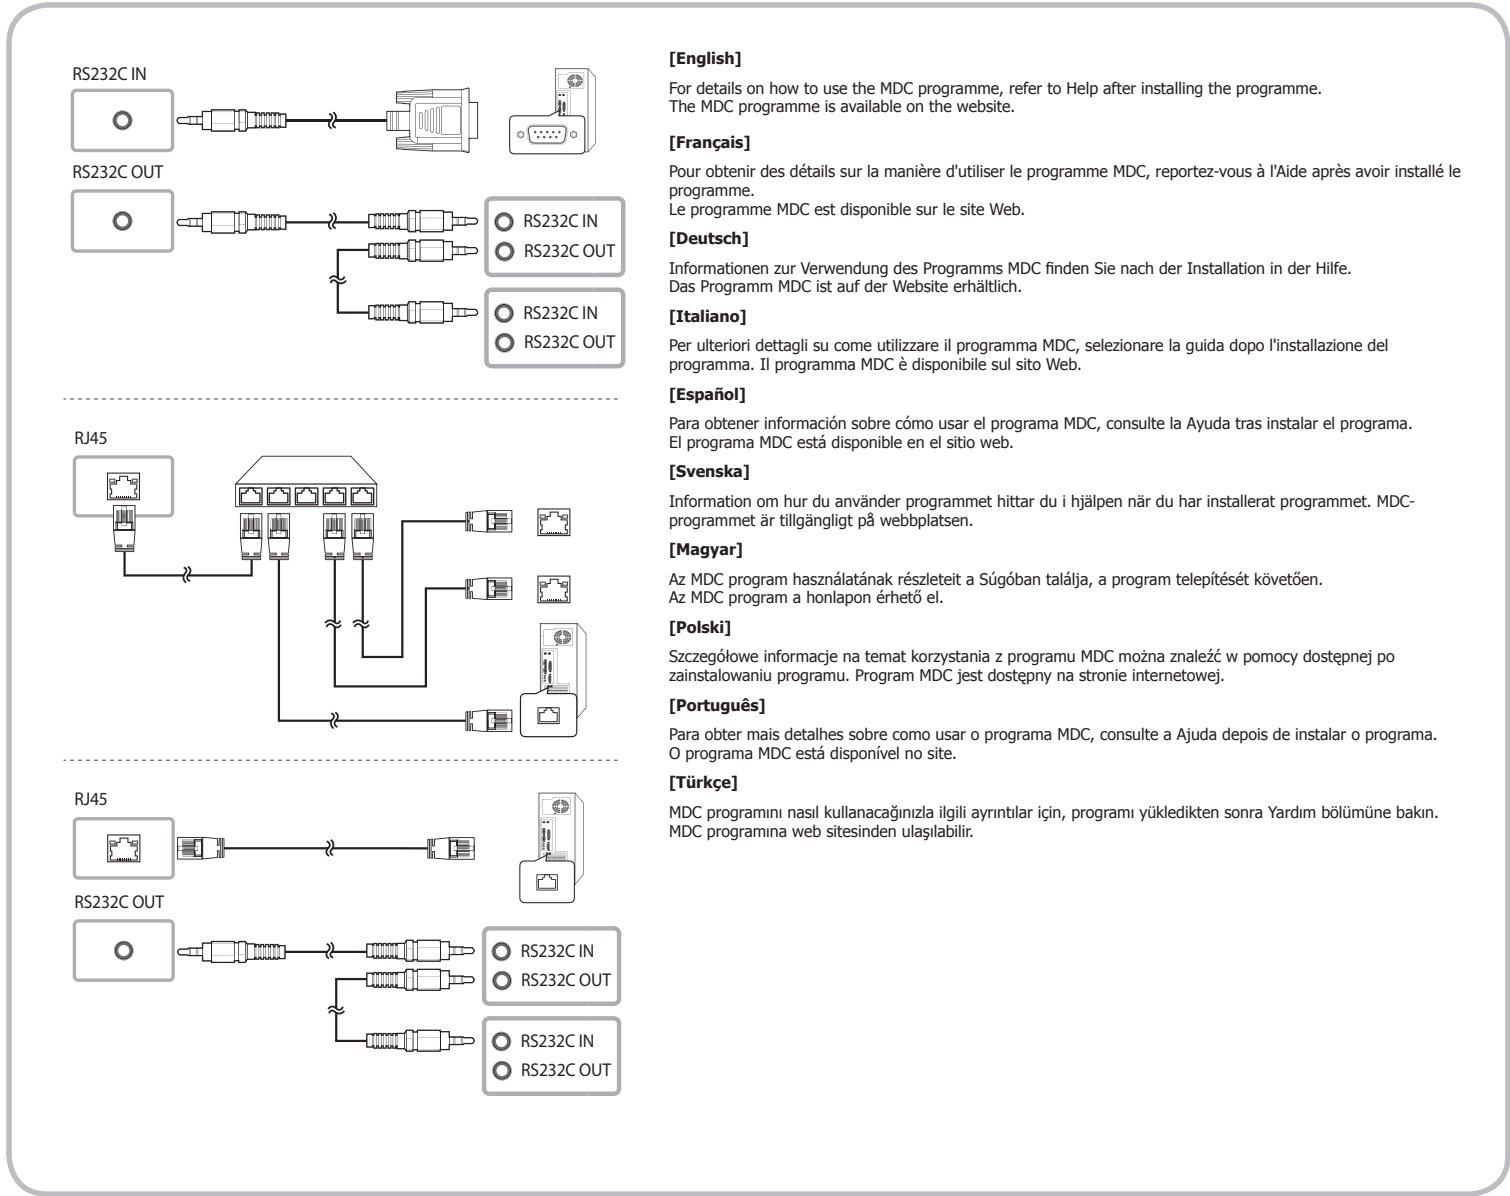 RS232C IN
RS232C OUT
RS232C IN
RS232C OUT
RS232C IN
RS232C OUT
RJ45
RJ45
RS232C OUT
RS232C IN
RS232C OUT
RS232C IN
RS232C OUT
[English]
For details on how to use the MDC programme, refer to Help after installing the programme.
The MDC programme is available on the website.
[Français]
Pour obtenir des détails sur la manière d'utiliser le programme MDC, reportez-vous à l'Aide après avoir installé le
programme.
Le programme MDC est disponible sur le site Web.
[Deutsch]
Informationen zur Verwendung des Programms MDC finden Sie nach der Installation in der Hilfe.
Das Programm MDC ist auf der Website erhältlich.
[Italiano]
Per ulteriori dettagli su come utilizzare il programma MDC, selezionare la guida dopo l'installazione del
programma. Il programma MDC è disponibile sul sito Web.
[Español]
Para obtener información sobre cómo usar el programa MDC, consulte la Ayuda tras instalar el programa.
El programa MDC está disponible en el sitio web.
[Svenska]
Information om hur du använder programmet hittar du i hjälpen när du har installerat programmet. MDC-
programmet är tillgängligt på webbplatsen.
[Magyar]
Az MDC program használatának részleteit a Súgóban találja, a program telepítését követően.
Az MDC program a honlapon érhető el.
[Polski]
Szczegółowe informacje na temat korzystania z programu MDC można znaleźć w pomocy dostępnej po
zainstalowaniu programu. Program MDC jest dostępny na stronie internetowej.
[Português]
Para obter mais detalhes sobre como usar o programa MDC, consulte a Ajuda depois de instalar o programa.
O programa MDC está disponível no site.
[Türkçe]
MDC programını nasıl kullanacağınızla ilgili ayrıntılar için, programı yükledikten sonra Yardım bölümüne bakın.
MDC programına web sitesinden ulaşılabilir.